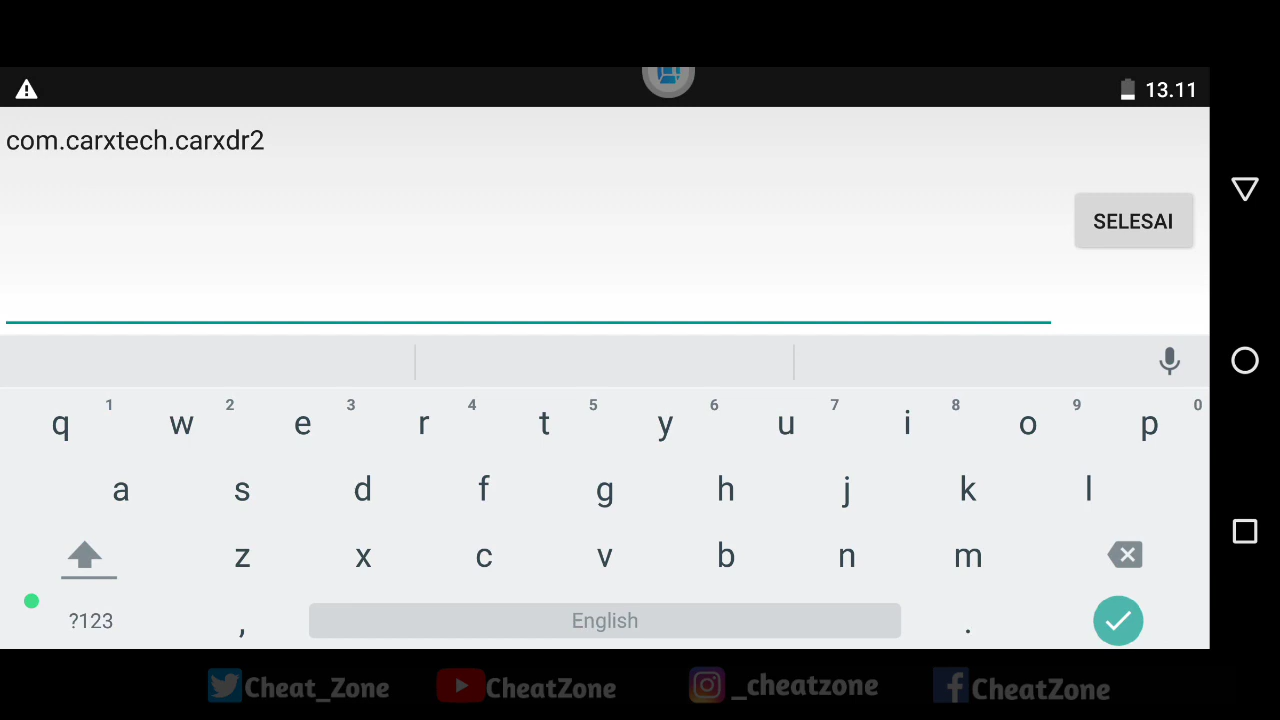 13.11
com.carxtech.carxdr2
SELESAI
1 2 3 4 5 6 7 8 9 0
q w e r t y u i o p
a s d f g h j k l
z x c v b n m
?123 , English .
Cheat_Zone CheatZone _cheatzone CheatZone